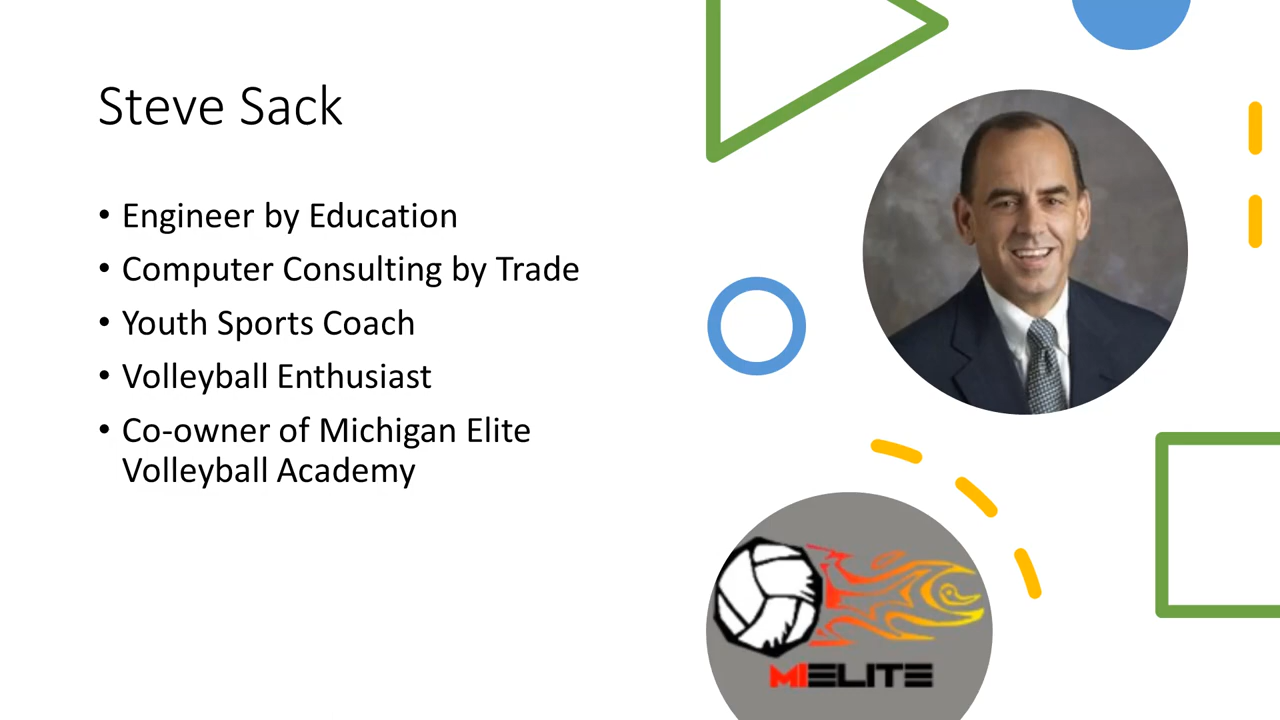 Steve Sack
• Engineer by Education
• Computer Consulting by Trade
• Youth Sports Coach
• Volleyball Enthusiast
• Co-owner of Michigan Elite
Volleyball Academy
MIELITE